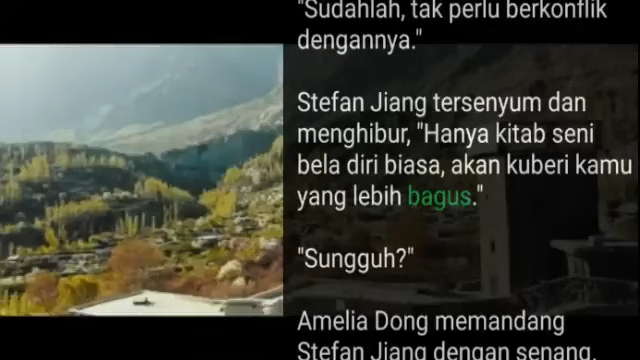 "Sudahlah, tak perlu berkonflik
dengannya."
Stefan Jiang tersenyum dan
menghibur, "Hanya kitab seni
bela diri biasa, akan kuberi kamu
yang lebih bagus."
"Sungguh?"
Amelia Dong memandang
Stefan Jiang dengan senang.